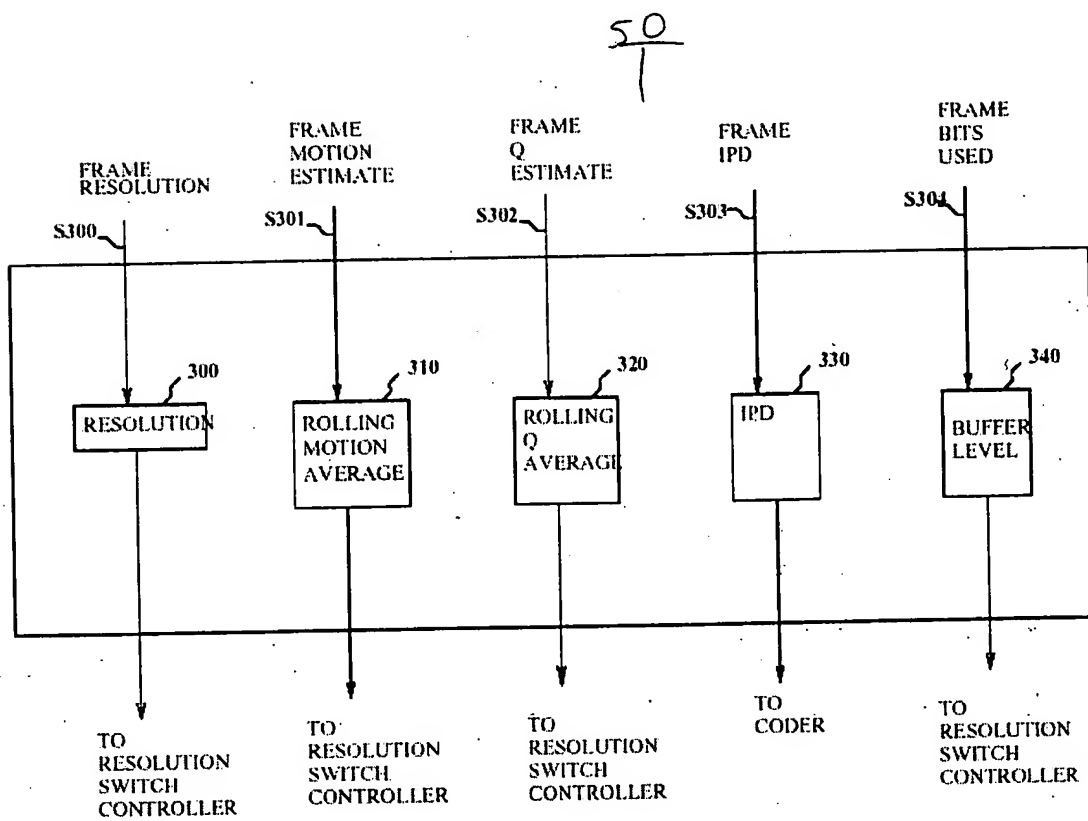 50
FRAME
RESOLUTION
FRAME
MOTION
ESTIMATE
FRAME
Q
ESTIMATE
FRAME
IPD
FRAME
BITS
USED
S300
S301
S302
S303
S304
300
310
320
330
340
RESOLUTION
ROLLING
MOTION
AVERAGE
ROLLING
Q
AVERAGE
IPD
BUFFER
LEVEL
TO
RESOLUTION
SWITCH
CONTROLLER
TO
RESOLUTION
SWITCH
CONTROLLER
TO
RESOLUTION
SWITCH
CONTROLLER
TO
CODER
TO
RESOLUTION
SWITCH
CONTROLLER